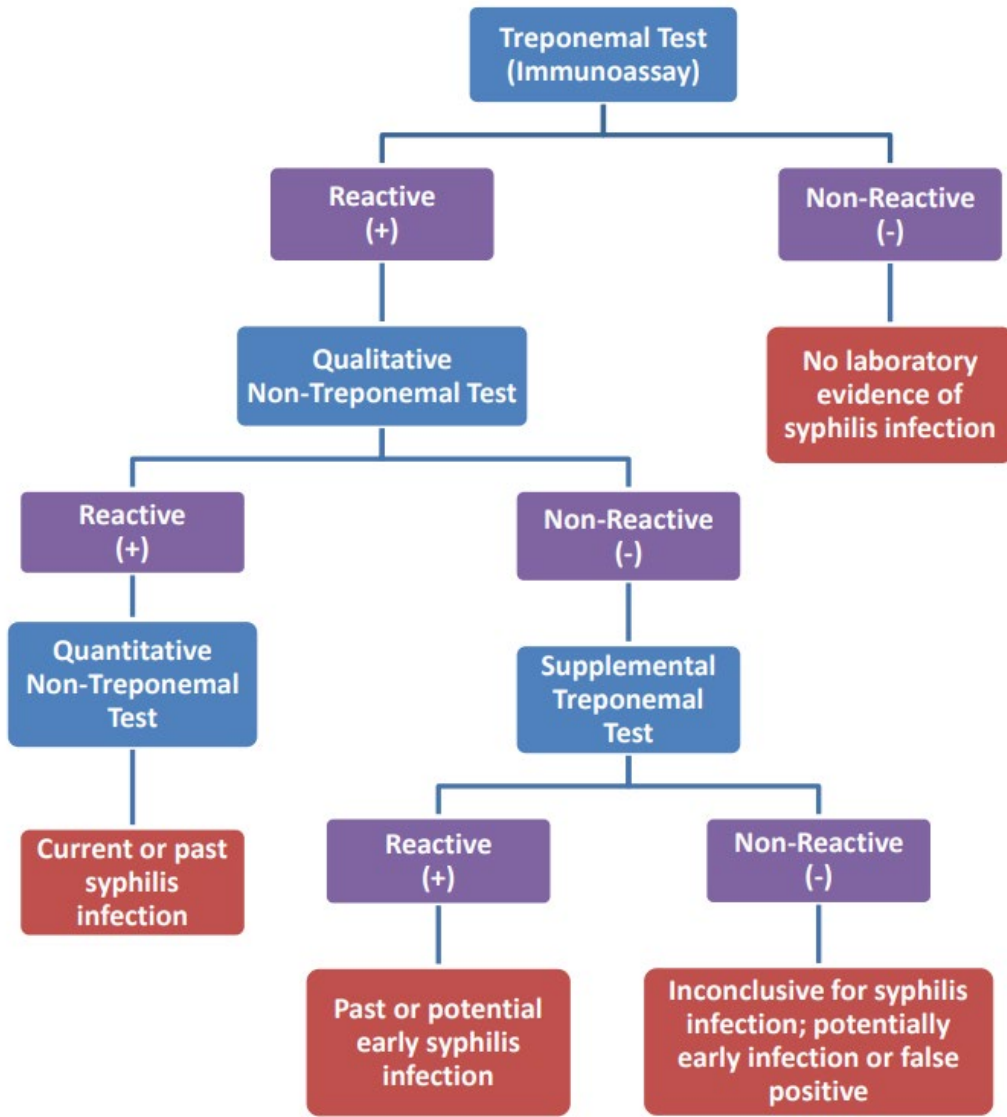 Treponemal Test
(Immunoassay)
Reactive
(+)
Non-Reactive
(-)
Qualitative
Non-Treponemal Test
No laboratory
evidence of
syphilis infection
Reactive
(+)
Non-Reactive
(-)
Quantitative
Non-Treponemal
Test
Supplemental
Treponemal
Test
Current or past
syphilis
infection
Reactive
(+)
Non-Reactive
(-)
Past or potential
early syphilis
infection
Inconclusive for syphilis
infection; potentially
early infection or false
positive